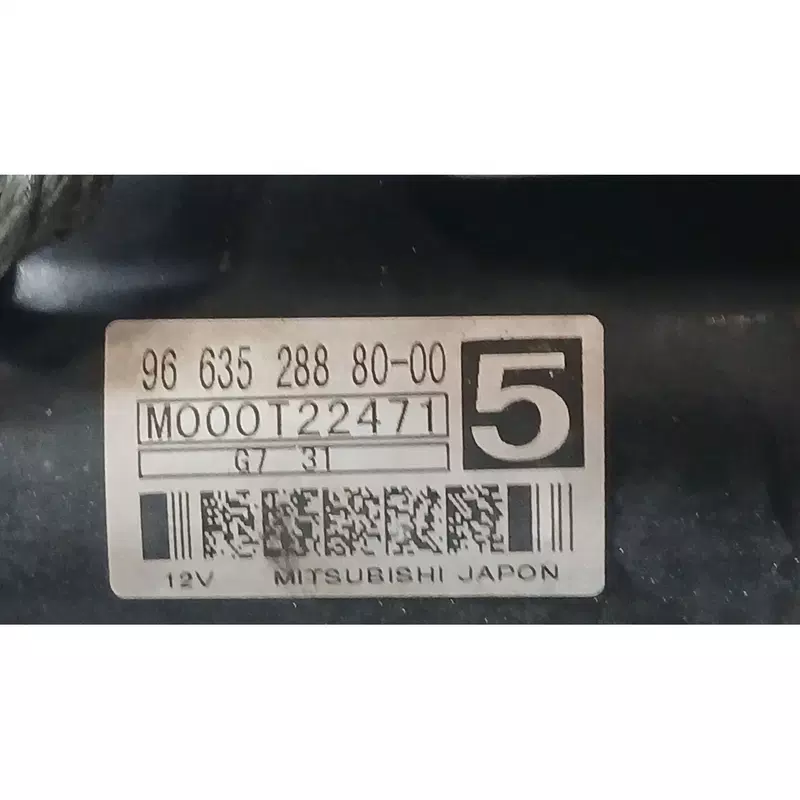 96 635 288 80-00
5
M000T22471
G7 31
12V MITSUBISHI JAPON